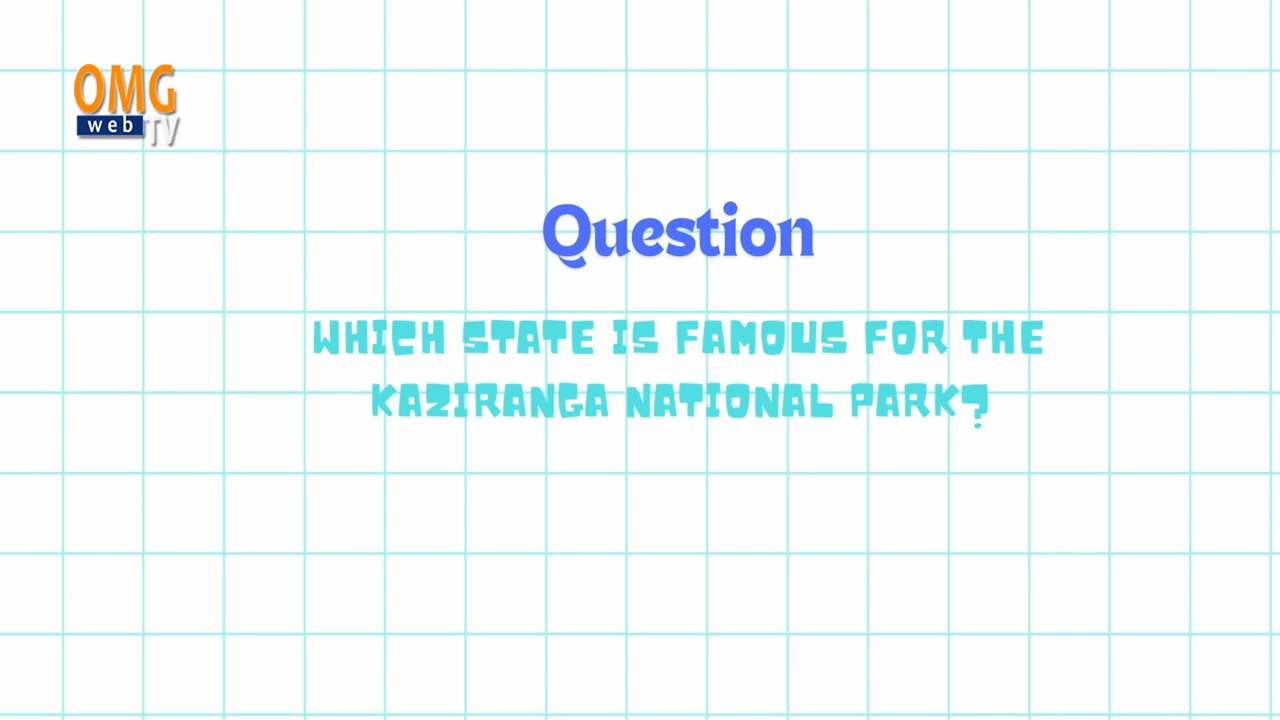 OMG
web TV
Question
WHICH STATE IS FAMOUS FOR THE
KAZIRANGA NATIONAL PARK?